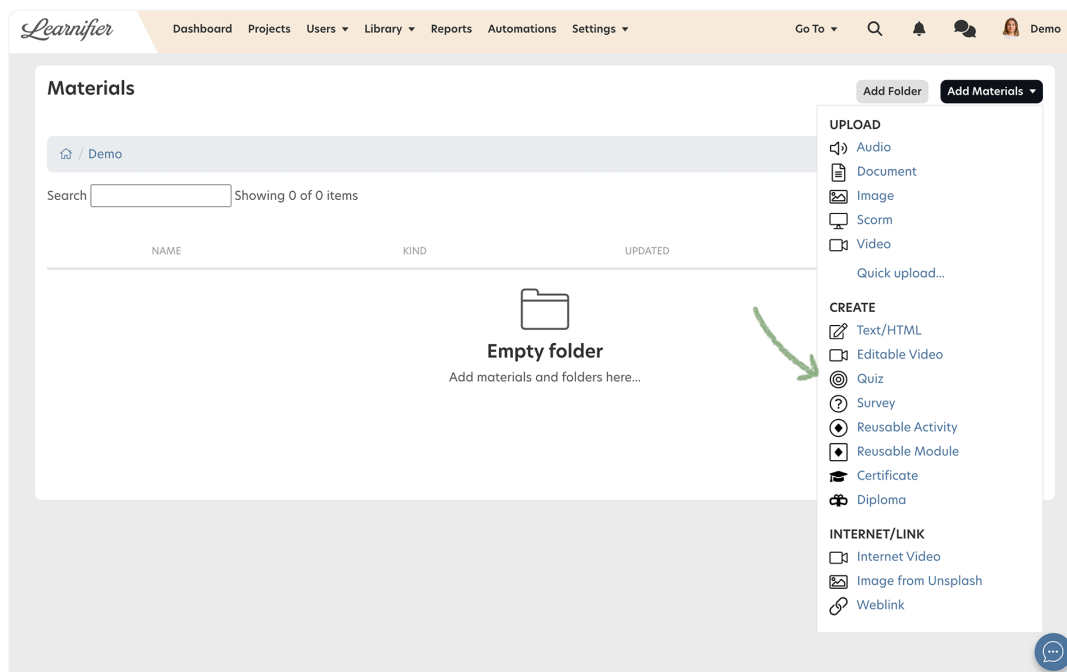 Learnifier Dashboard Projects Users Library Reports Automations Settings Go To Demo
Materials
Add Folder Add Materials
/ Demo
Search Showing 0 of 0 items
NAME KIND UPDATED
Empty folder
Add materials and folders here...
UPLOAD
Audio
Document
Image
Scorm
Video
Quick upload...
CREATE
Text/HTML
Editable Video
Quiz
Survey
Reusable Activity
Reusable Module
Certificate
Diploma
INTERNET/LINK
Internet Video
Image from Unsplash
Weblink